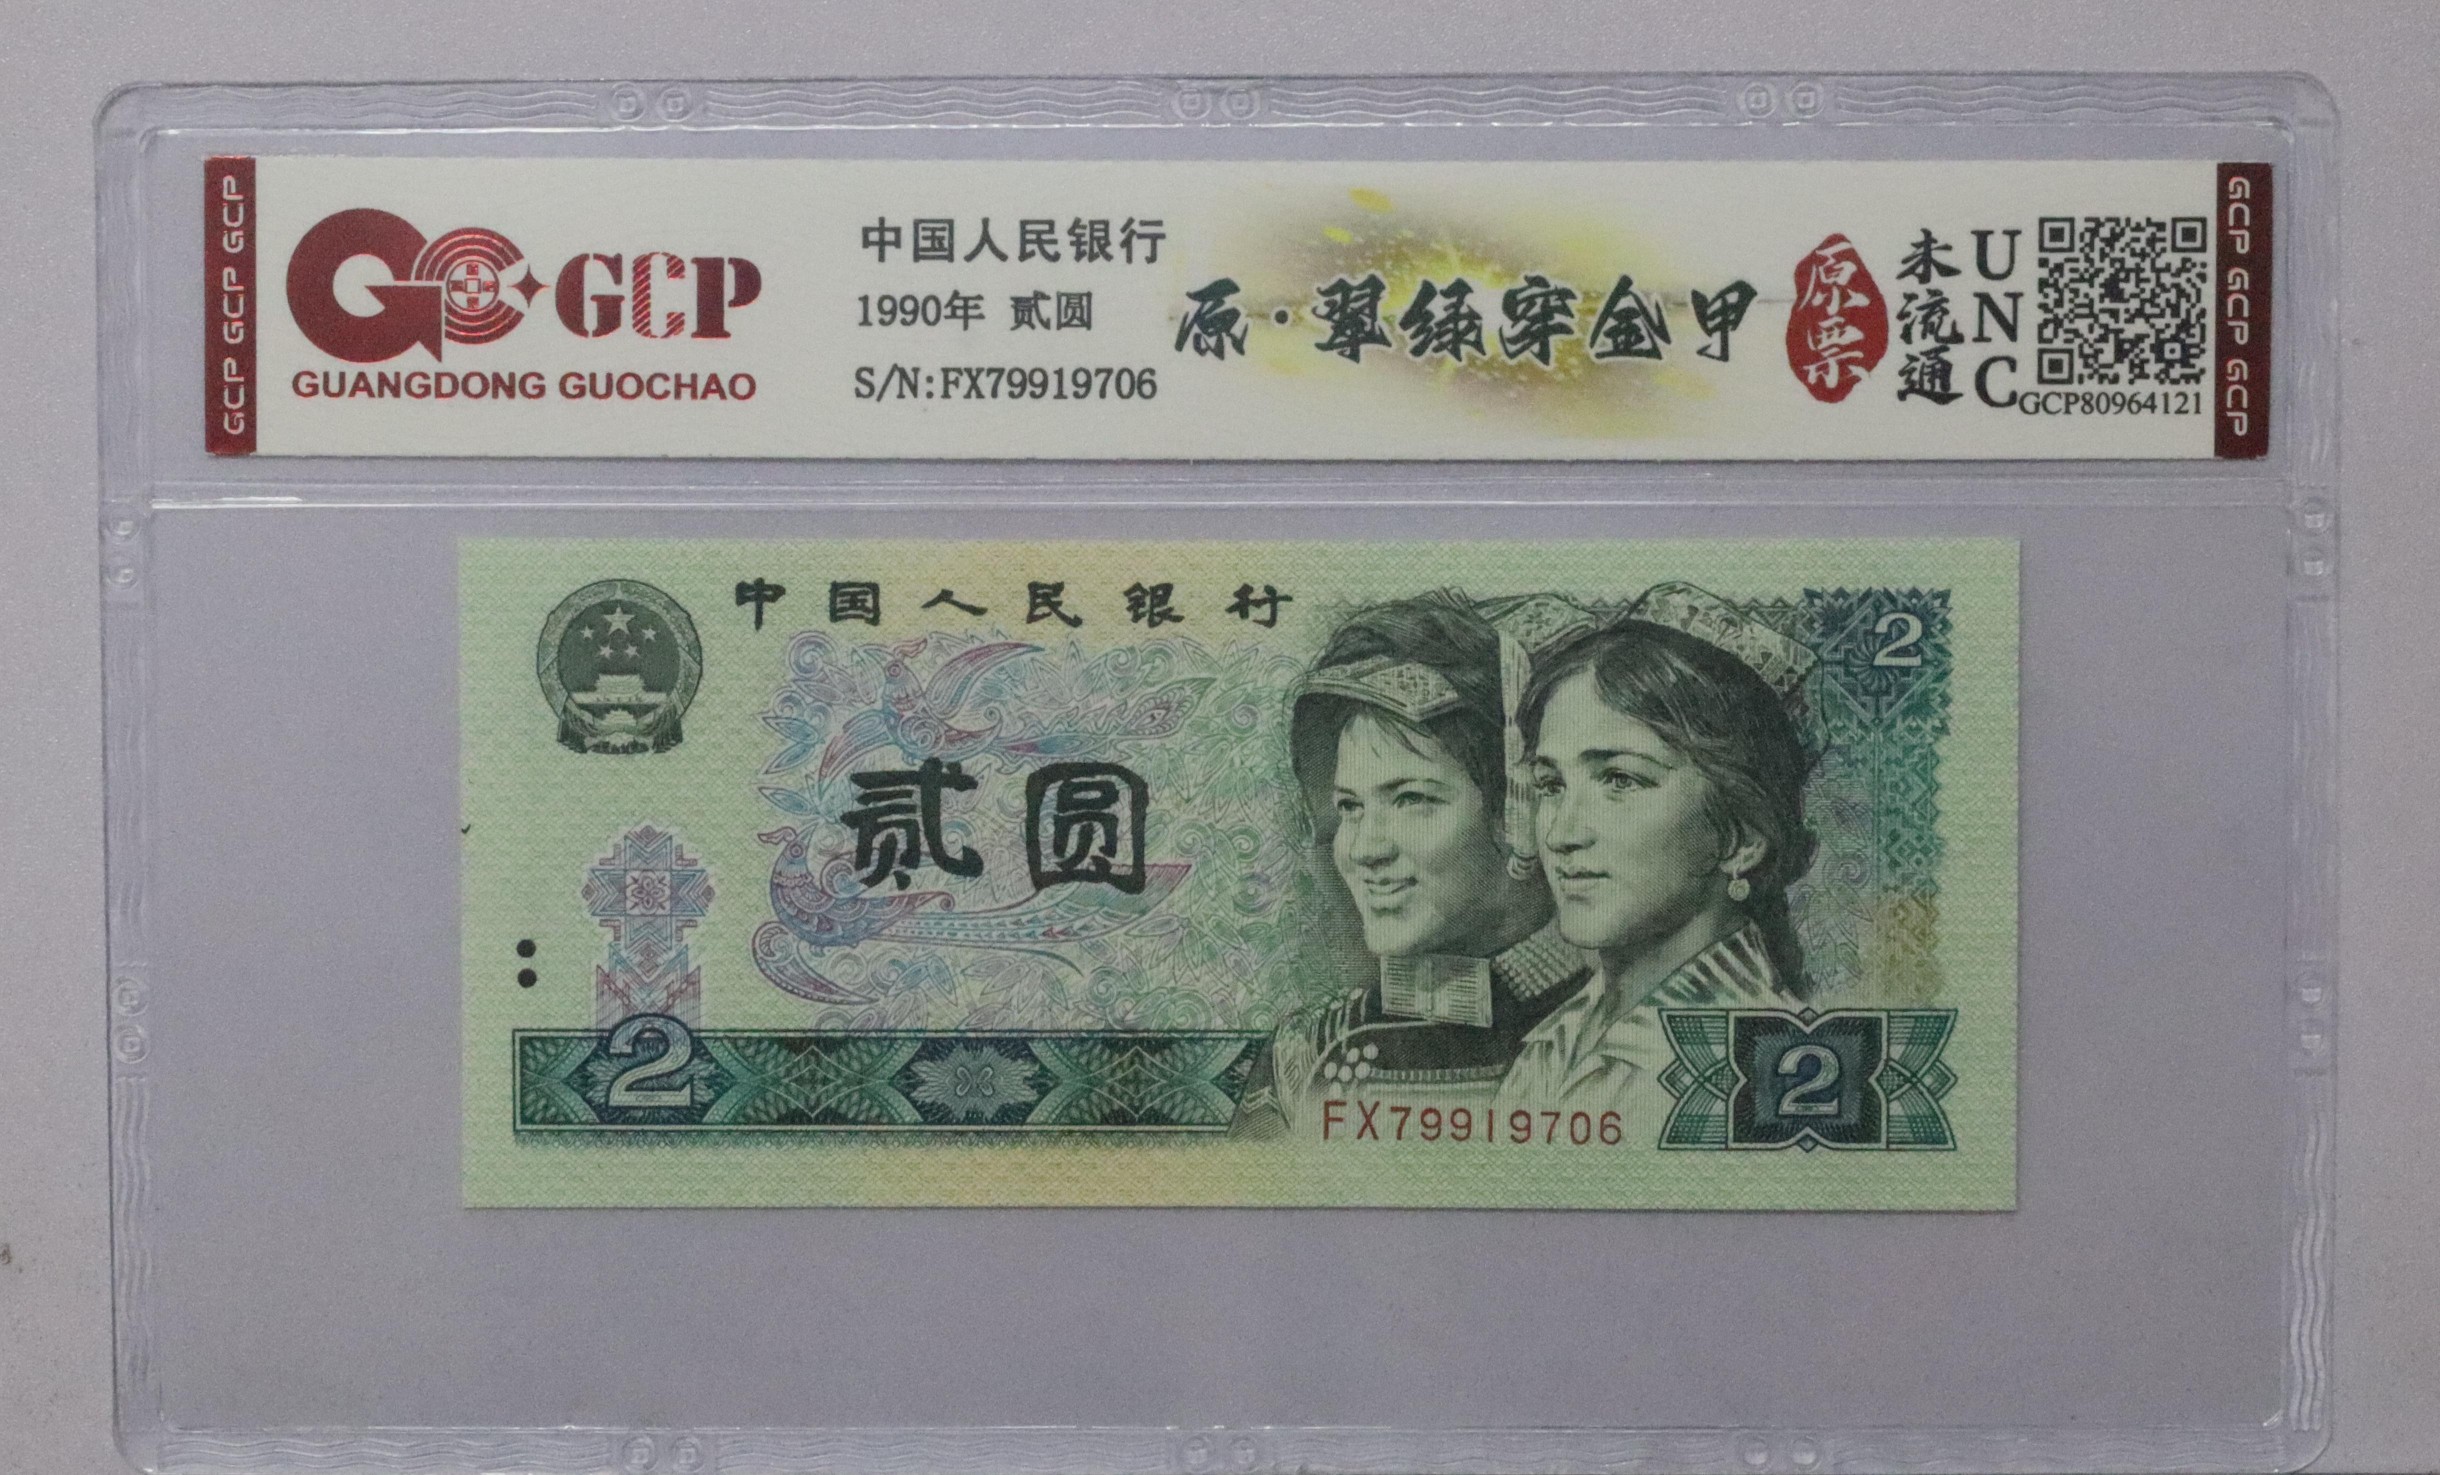 GCP GCP GCP
GCP
GUANGDONG GUOCHAO
中国人民银行
1990年 贰圆
S/N:FX79919706
原·翠绿穿金甲
原票
未流通
UNC
GCP80964121
GCP GCP GCP
中国人民银行
2
贰圆
2
2
FX79919706